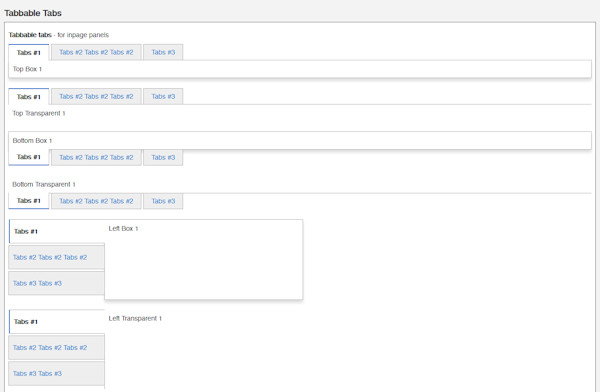 Tabbable Tabs
Tabbable tabs - for inpage panels
Tabs #1 Tabs #2 Tabs #2 Tabs #2 Tabs #3
Top Box 1
Tabs #1 Tabs #2 Tabs #2 Tabs #2 Tabs #3
Top Transparent 1
Bottom Box 1
Tabs #1 Tabs #2 Tabs #2 Tabs #2 Tabs #3
Bottom Transparent 1
Tabs #1 Tabs #2 Tabs #2 Tabs #2 Tabs #3
Tabs #1 Left Box 1
Tabs #2 Tabs #2 Tabs #2
Tabs #3 Tabs #3
Tabs #1 Left Transparent 1
Tabs #2 Tabs #2 Tabs #2
Tabs #3 Tabs #3